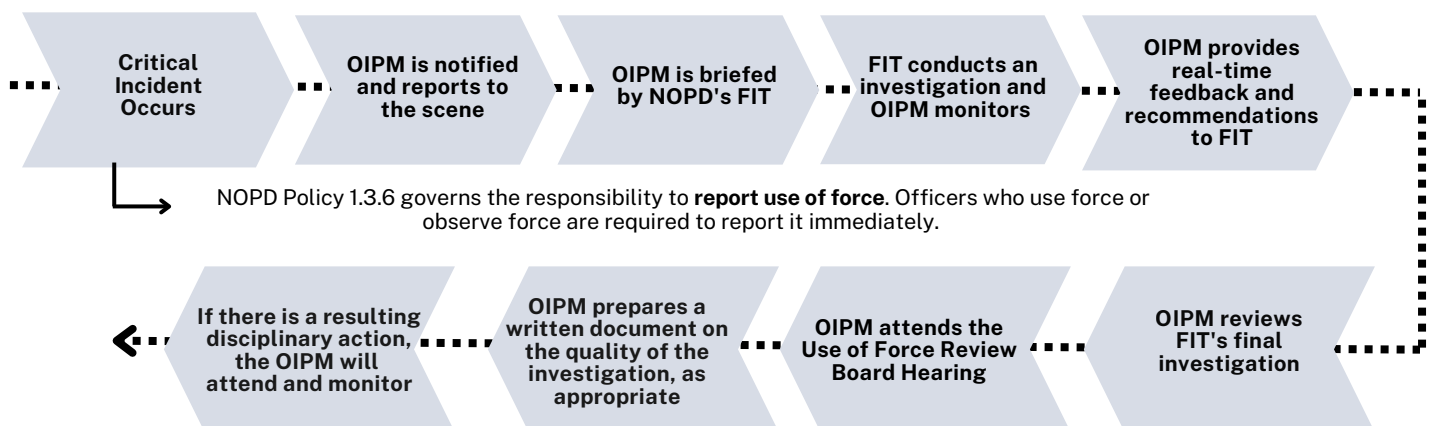 Critical
Incident
Occurs
OIPM is notified
and reports to
the scene
OIPM is briefed
by NOPD's FIT
FIT conducts an
investigation and
OIPM monitors
OIPM provides
real-time
feedback and
recommendations
to FIT
NOPD Policy 1.3.6 governs the responsibility to report use of force. Officers who use force or
observe force are required to report it immediately.
OIPM reviews
FIT's final
investigation
OIPM attends the
Use of Force Review
Board Hearing
OIPM prepares a
written document on
the quality of the
investigation, as
appropriate
If there is a resulting
disciplinary action,
the OIPM will
attend and monitor